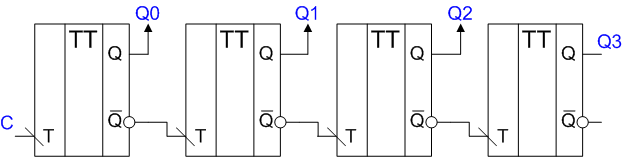 Q0 Q1 Q2
TT TT TT TT
Q Q Q Q Q3
C Q̅ Q̅ Q̅ Q̅
T T T T